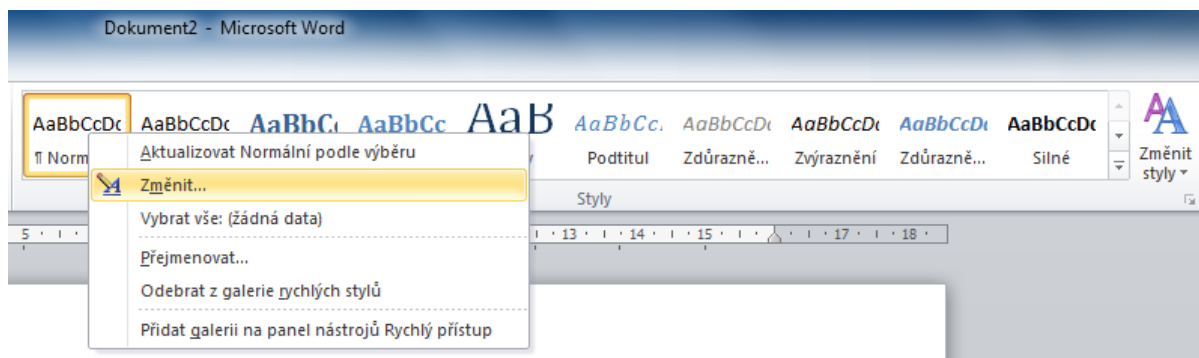 Dokument2 - Microsoft Word
AaBbCcDc AaBbCcDc AaBbC AaBbCc AaB AaBbCc. AaBbCcDc AaBbCcDc AaBbCcDc AaBbCcDc
¶ Norm Podtitul Zdůrazně... Zvýraznění Zdůrazně... Silné
Změnit
styly
Aktualizovat Normální podle výběru
Změnit...
Styly
Vybrat vše: (žádná data)
5 13 14 15 17 18
Přejmenovat...
Odebrat z galerie rychlých stylů
Přidat galerii na panel nástrojů Rychlý přístup